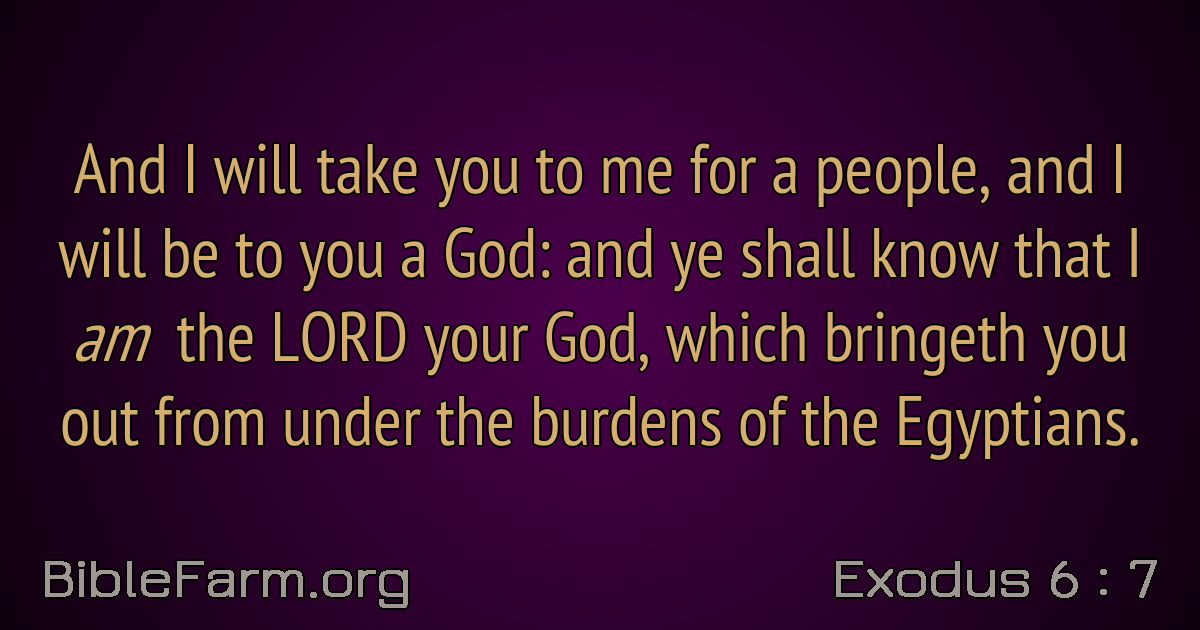 And I will take you to me for a people, and I
will be to you a God: and ye shall know that I
am the LORD your God, which bringeth you
out from under the burdens of the Egyptians.
BibleFarm.org
Exodus 6 : 7